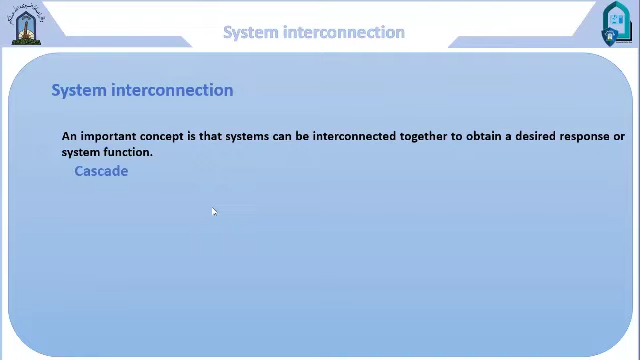 System interconnection
System interconnection
An important concept is that systems can be interconnected together to obtain a desired response or
system function.
Cascade